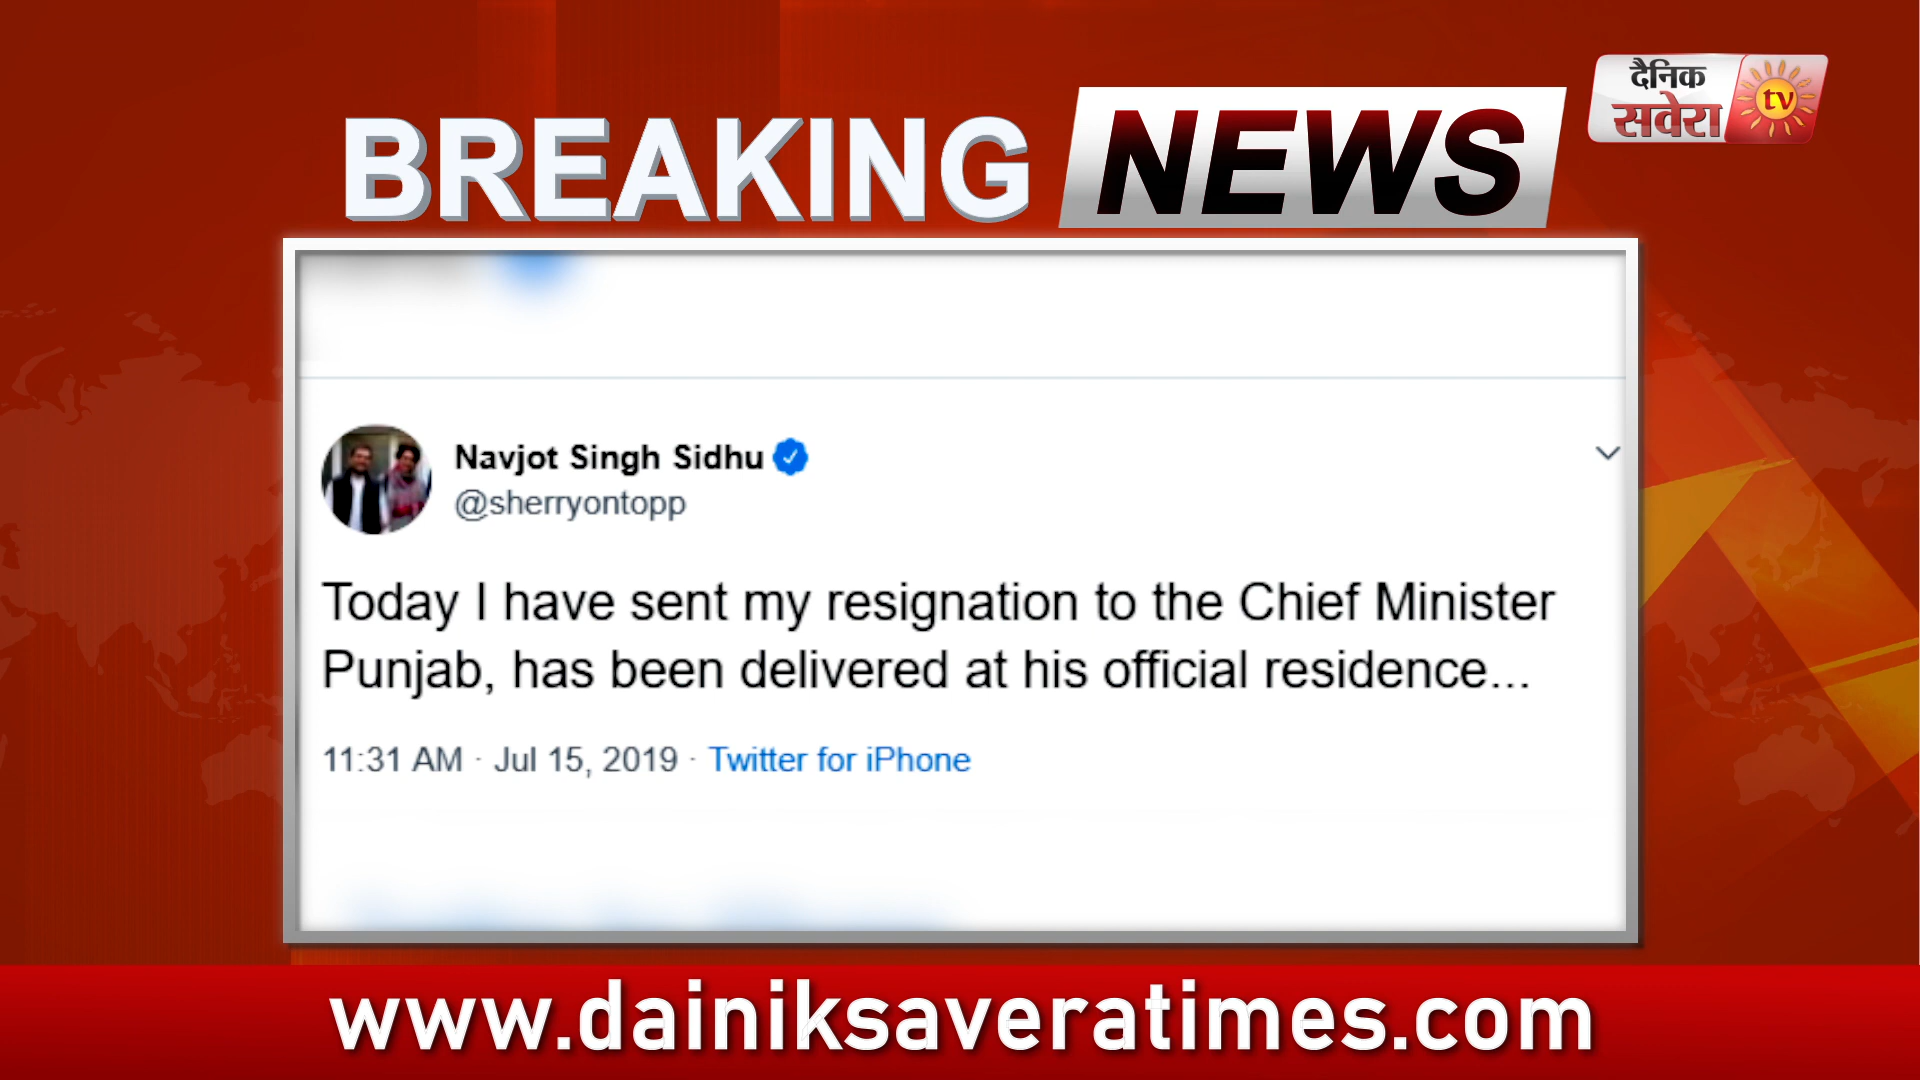 BREAKING NEWS
दैनिक
सवेरा
tv
Navjot Singh Sidhu
@sherryontopp
Today I have sent my resignation to the Chief Minister
Punjab, has been delivered at his official residence...
11:31 AM · Jul 15, 2019 · Twitter for iPhone
www.dainiksaveratimes.com